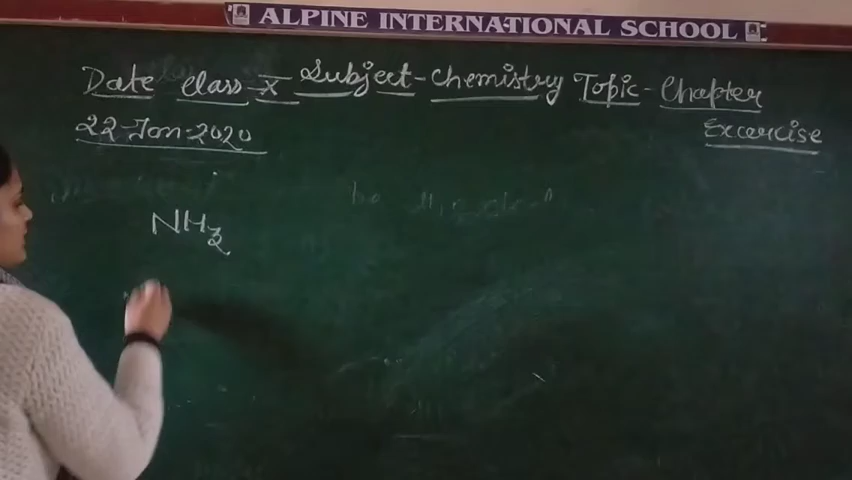 ALPINE INTERNATIONAL SCHOOL
Date Class-X Subject-Chemistry Topic-Chapter
22-Jan-2020 Excercise
NH3